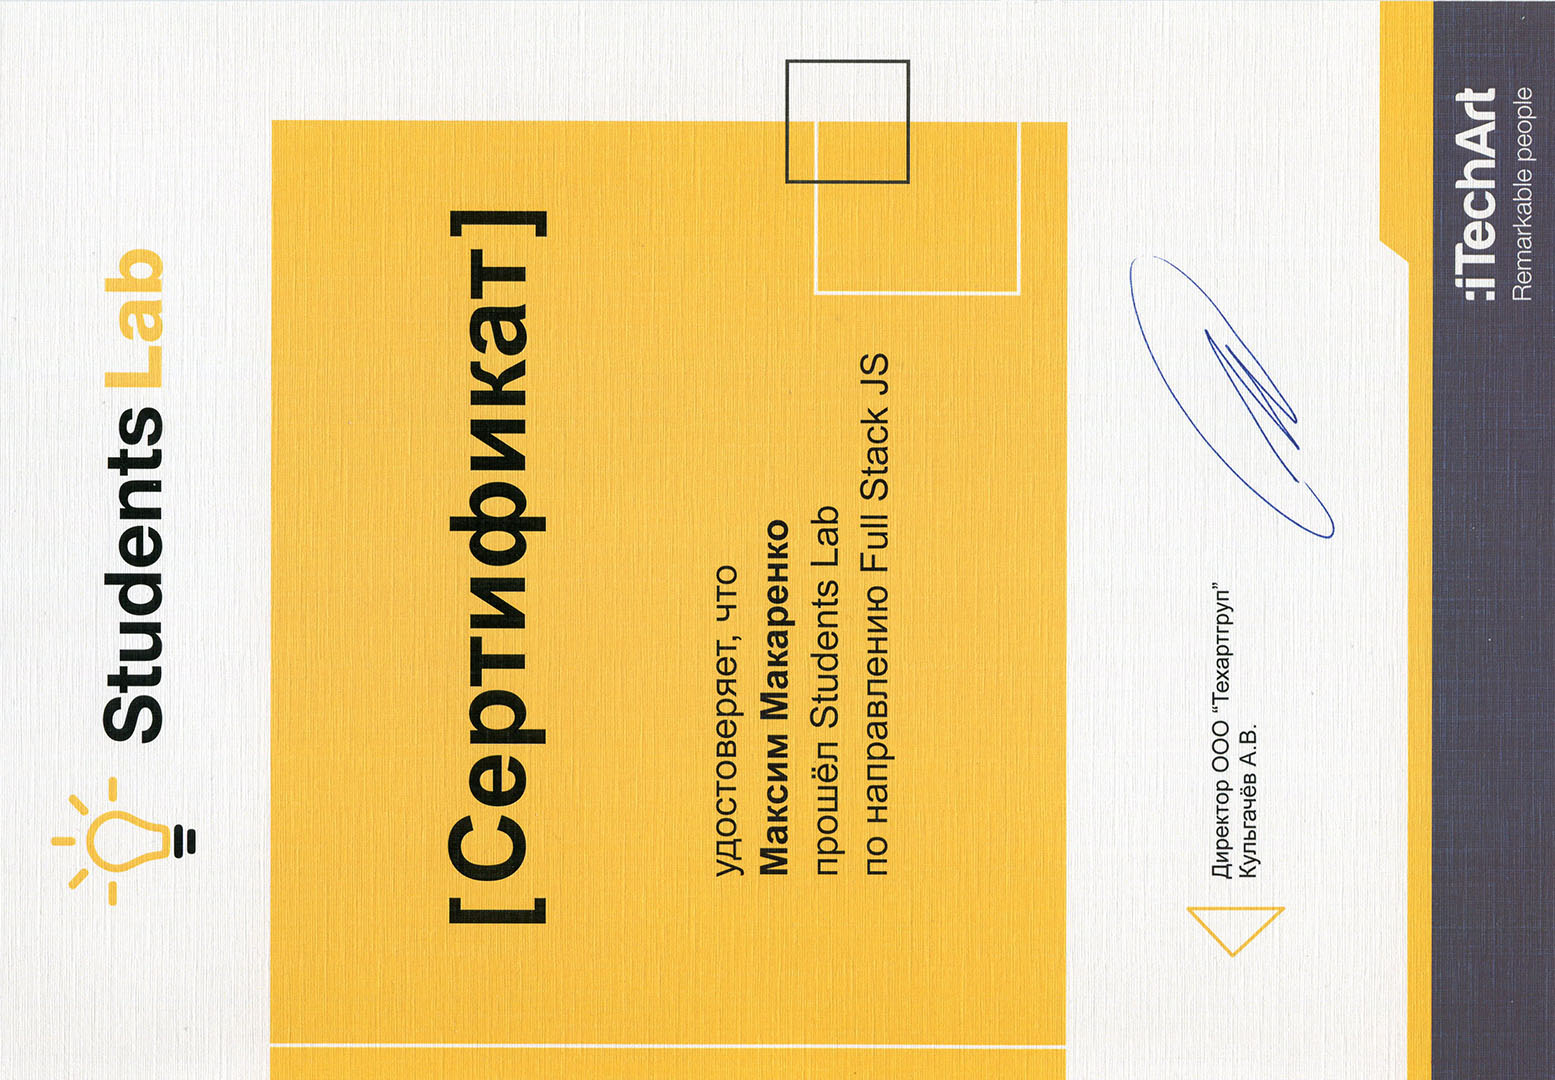 Students Lab
[Сертификат]
удостоверяет, что
Максим Макаренко
прошёл Students Lab
по направлению Full Stack JS
Директор ООО “Техартгруп”
Кульгачёв А.В.
:iTechArt
Remarkable people